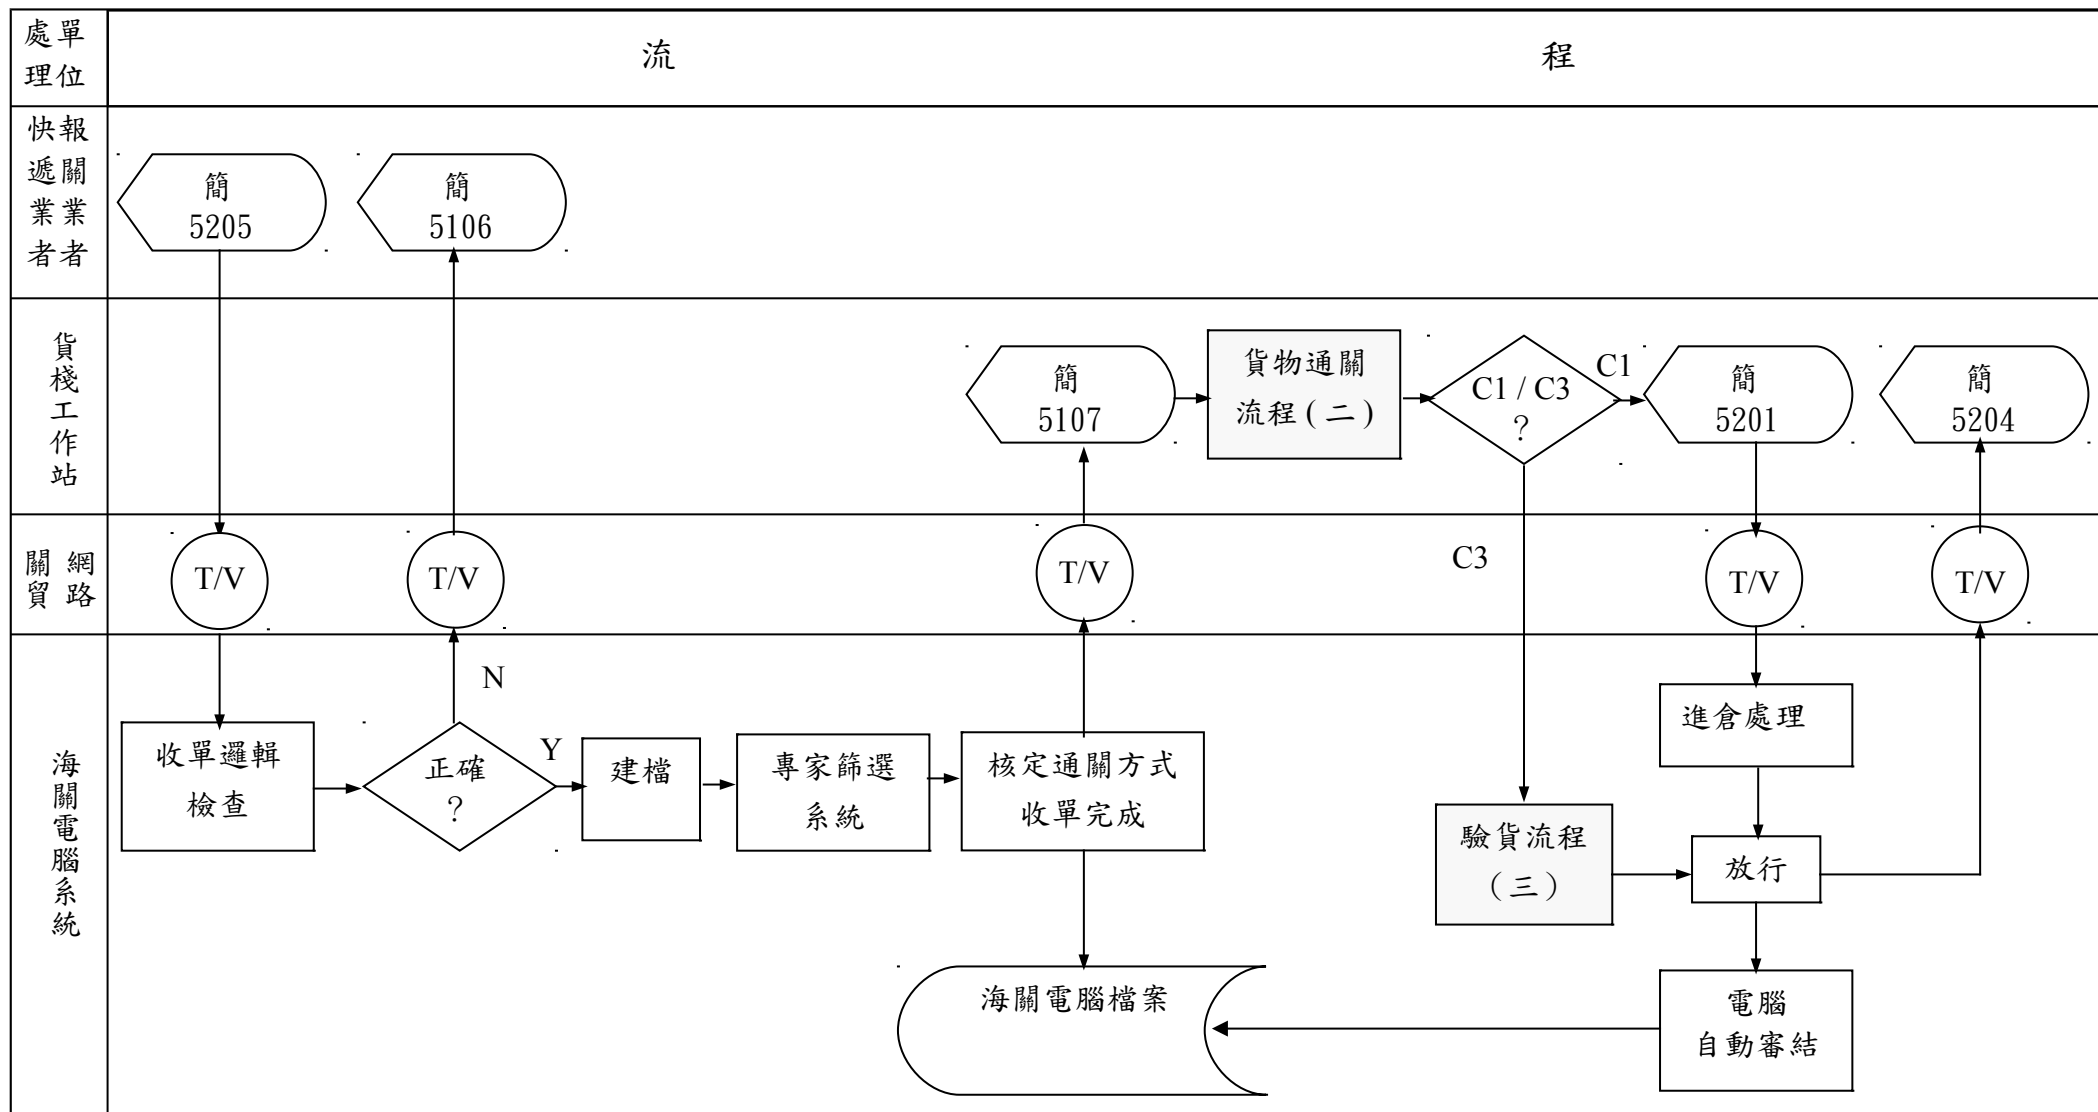 處單
理位
流 程
快報
遞關
業業
者者
簡
5205
簡
5106
貨
棧
工
作
站
簡
5107
貨物通關
流程(二)
C1 / C3
?
C1
簡
5201
簡
5204
關 網
貿 路
T/V
T/V
T/V
C3
T/V
T/V
海
關
電
腦
系
統
N
收單邏輯
檢查
正確
?
Y
建檔
專家篩選
系統
核定通關方式
收單完成
進倉處理
驗貨流程
(三)
放行
海關電腦檔案
電腦
自動審結